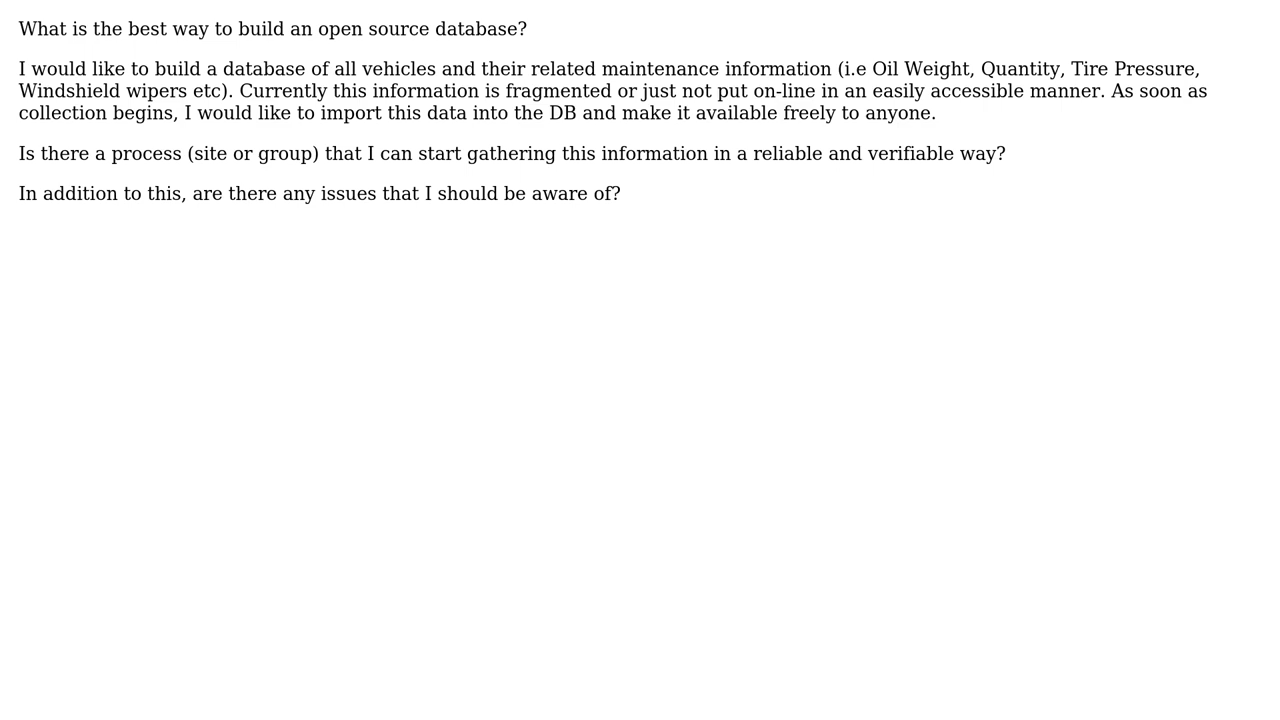 What is the best way to build an open source database?
I would like to build a database of all vehicles and their related maintenance information (i.e Oil Weight, Quantity, Tire Pressure,
Windshield wipers etc). Currently this information is fragmented or just not put on-line in an easily accessible manner. As soon as
collection begins, I would like to import this data into the DB and make it available freely to anyone.
Is there a process (site or group) that I can start gathering this information in a reliable and verifiable way?
In addition to this, are there any issues that I should be aware of?